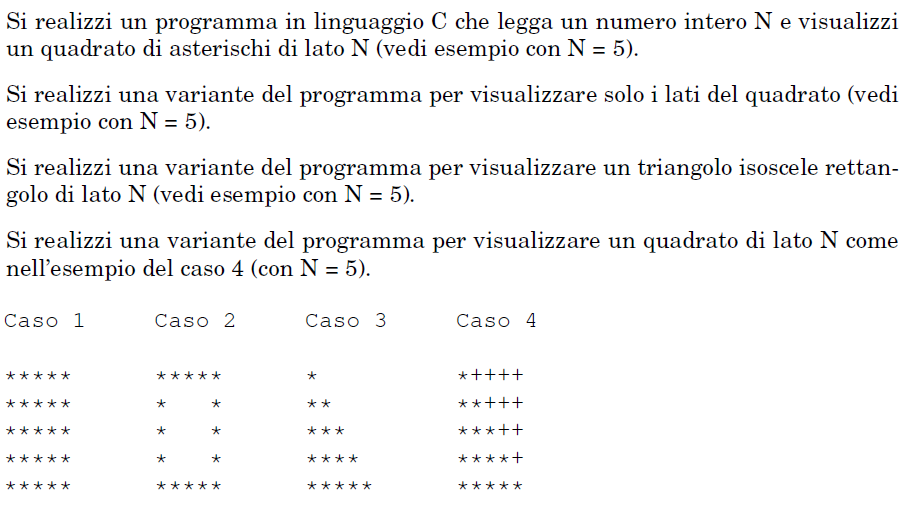 Si realizzi un programma in linguaggio C che legga un numero intero N e visualizzi
un quadrato di asterischi di lato N (vedi esempio con N = 5).
Si realizzi una variante del programma per visualizzare solo i lati del quadrato (vedi
esempio con N = 5).
Si realizzi una variante del programma per visualizzare un triangolo isoscele rettan-
golo di lato N (vedi esempio con N = 5).
Si realizzi una variante del programma per visualizzare un quadrato di lato N come
nell'esempio del caso 4 (con N = 5).
Caso 1     Caso 2     Caso 3     Caso 4
*****      *****      *          *++++
*****      *   *      **         **+++
*****      *   *      ***        ***++
*****      *   *      ****       ****+
*****      *****      *****      *****